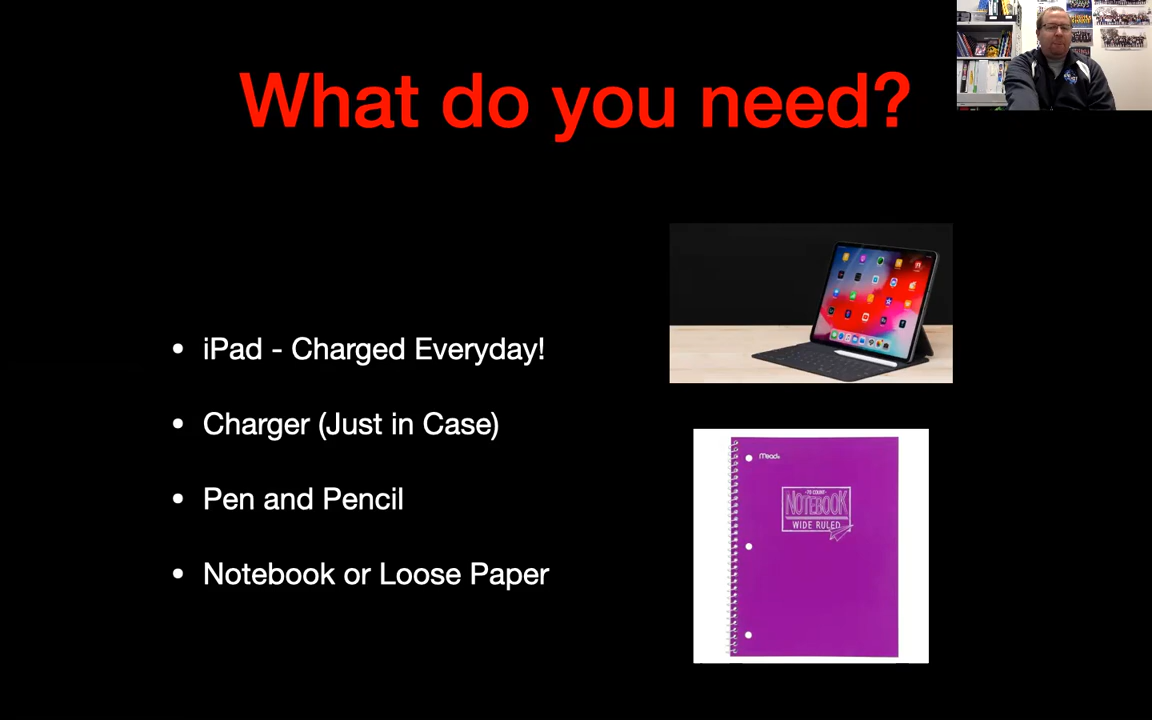 What do you need?
• iPad - Charged Everyday!
• Charger (Just in Case)
• Pen and Pencil
• Notebook or Loose Paper
Mead
NOTEBOOK
WIDE RULED